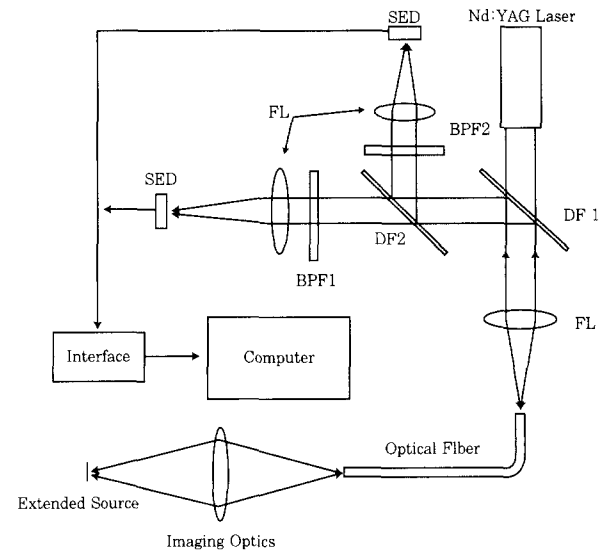 SED
Nd:YAG Laser
FL
BPF2
SED
DF 1
DF2
BPF1
FL
Interface
Computer
Optical Fiber
Extended Source
Imaging Optics